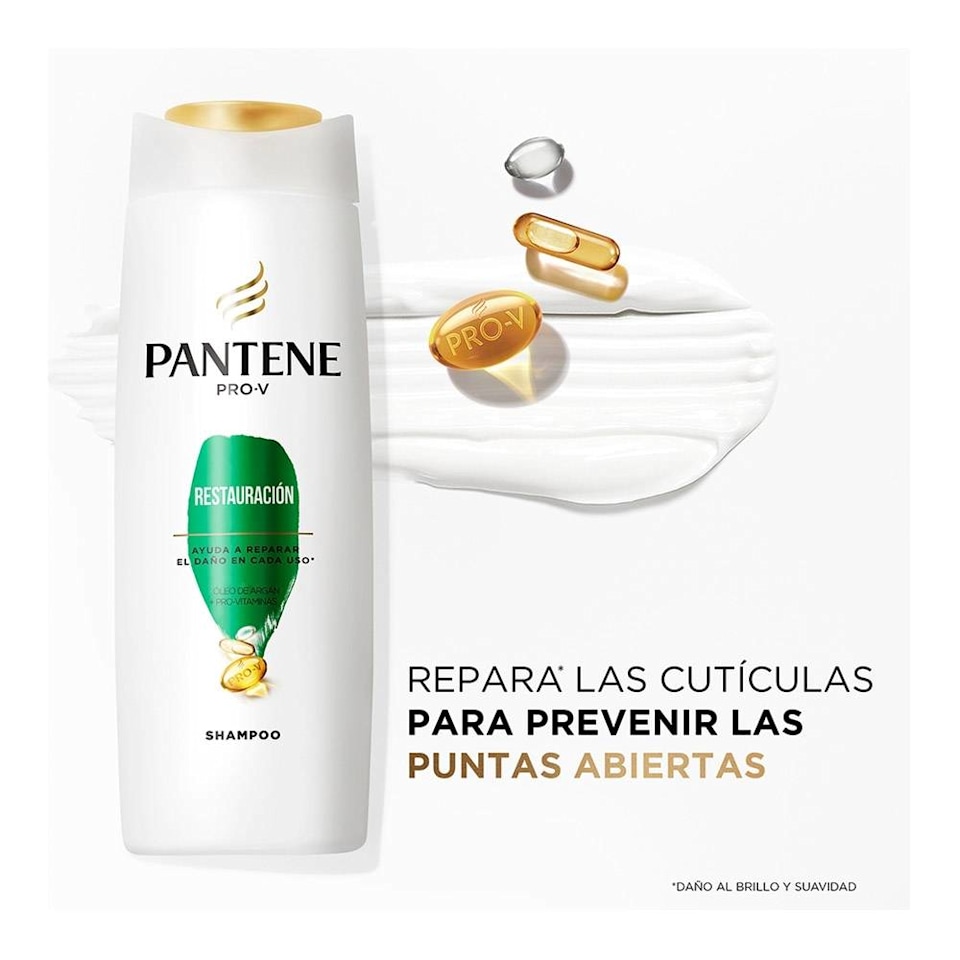 PANTENE
PRO-V
RESTAURACIÓN
AYUDA A REPARAR
EL DAÑO EN CADA USO*
ÓLEO DE ARGÁN
+ PRO-VITAMINAS
PRO-V
SHAMPOO
PRO-V
REPARA* LAS CUTÍCULAS
PARA PREVENIR LAS
PUNTAS ABIERTAS
*DAÑO AL BRILLO Y SUAVIDAD